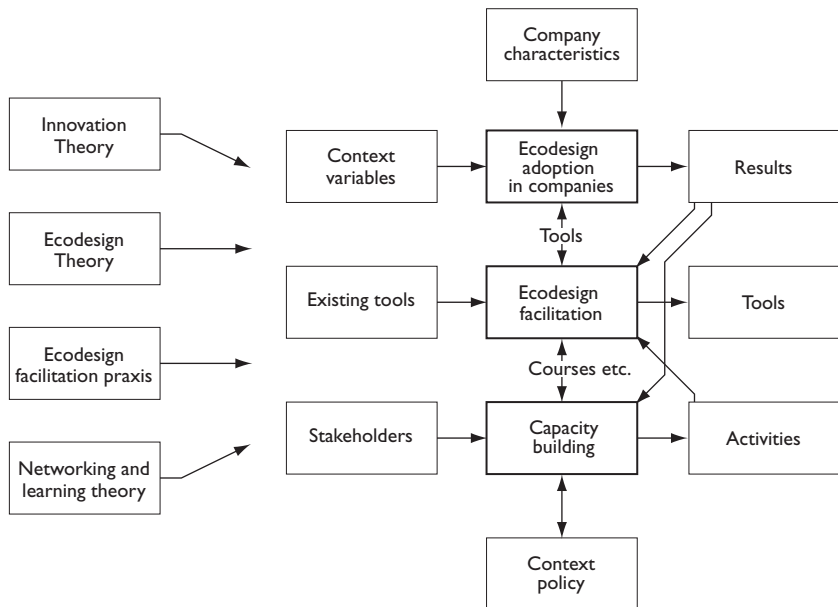 Company
characteristics
Innovation
Theory
Context
variables
Ecodesign
adoption
in companies
Results
Tools
Ecodesign
Theory
Existing tools
Ecodesign
facilitation
Tools
Ecodesign
facilitation praxis
Courses etc.
Stakeholders
Capacity
building
Activities
Networking and
learning theory
Context
policy